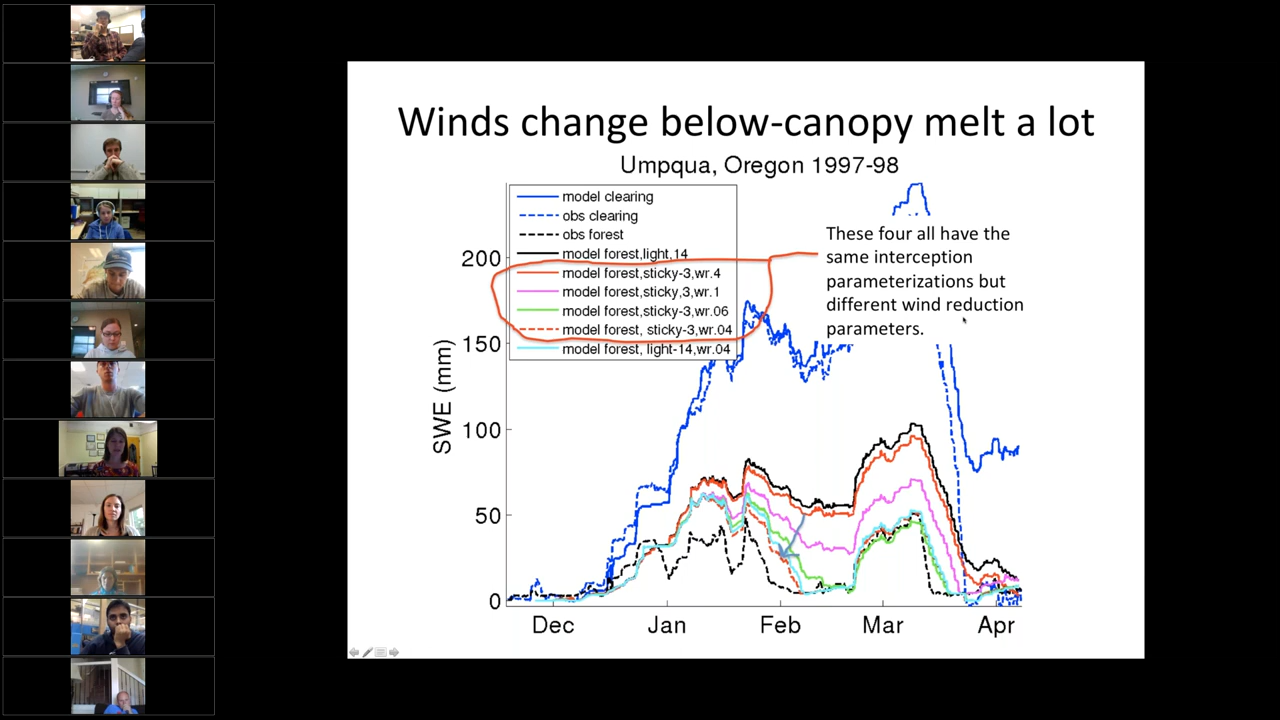 Winds change below-canopy melt a lot
Umpqua, Oregon 1997-98
model clearing
obs clearing
obs forest
model forest,light,14
model forest,sticky-3,wr.4
model forest,sticky,3,wr.1
model forest,sticky-3,wr.06
model forest, sticky-3,wr.04
model forest, light-14,wr.04
These four all have the
same interception
parameterizations but
different wind reduction
parameters.
SWE (mm)
200
150
100
50
0
Dec Jan Feb Mar Apr